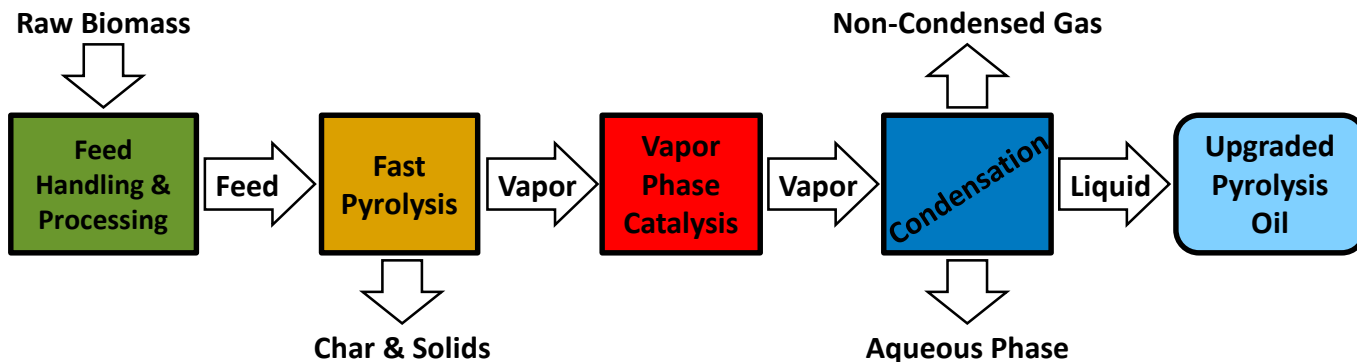 Raw Biomass
Non-Condensed Gas
Feed
Handling &
Processing
Feed
Fast
Pyrolysis
Vapor
Vapor
Phase
Catalysis
Vapor
Condensation
Liquid
Upgraded
Pyrolysis
Oil
Char & Solids
Aqueous Phase